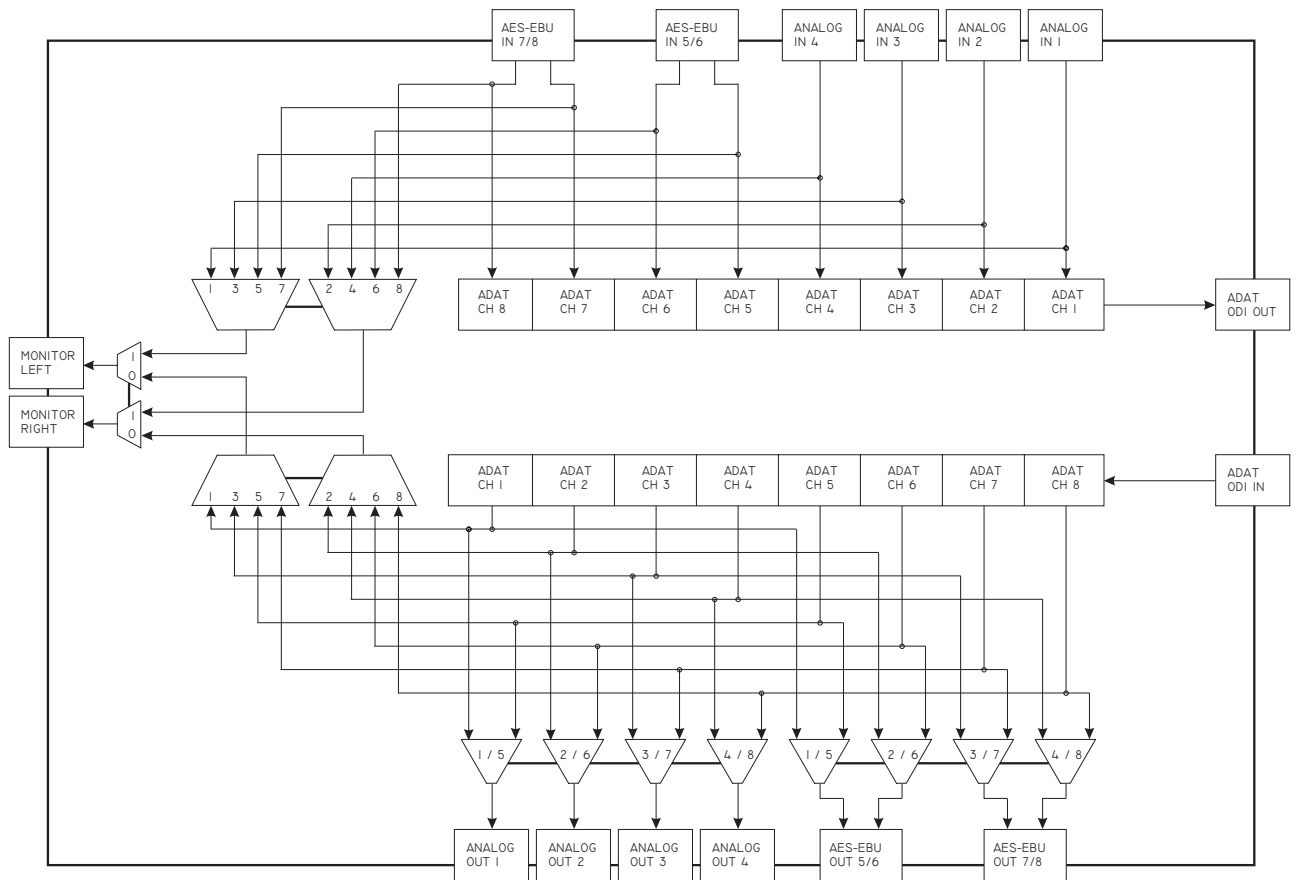 AES-EBU
IN 7/8
AES-EBU
IN 5/6
ANALOG
IN 4
ANALOG
IN 3
ANALOG
IN 2
ANALOG
IN 1
1 3 5 7
2 4 6 8
ADAT
CH 8
ADAT
CH 7
ADAT
CH 6
ADAT
CH 5
ADAT
CH 4
ADAT
CH 3
ADAT
CH 2
ADAT
CH 1
ADAT
ODI OUT
MONITOR
LEFT
1
0
MONITOR
RIGHT
1
0
1 3 5 7
2 4 6 8
ADAT
CH 1
ADAT
CH 2
ADAT
CH 3
ADAT
CH 4
ADAT
CH 5
ADAT
CH 6
ADAT
CH 7
ADAT
CH 8
ADAT
ODI IN
1 / 5
2 / 6
3 / 7
4 / 8
1 / 5
2 / 6
3 / 7
4 / 8
ANALOG
OUT 1
ANALOG
OUT 2
ANALOG
OUT 3
ANALOG
OUT 4
AES-EBU
OUT 5/6
AES-EBU
OUT 7/8